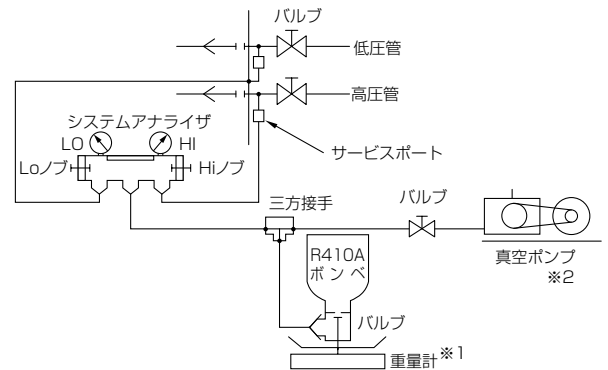 バルブ
低圧管
高圧管
システムアナライザ
LO
HI
Loノブ
Hiノブ
サービスポート
三方接手
バルブ
R410A
ボンベ
真空ポンプ
※2
バルブ
重量計※1